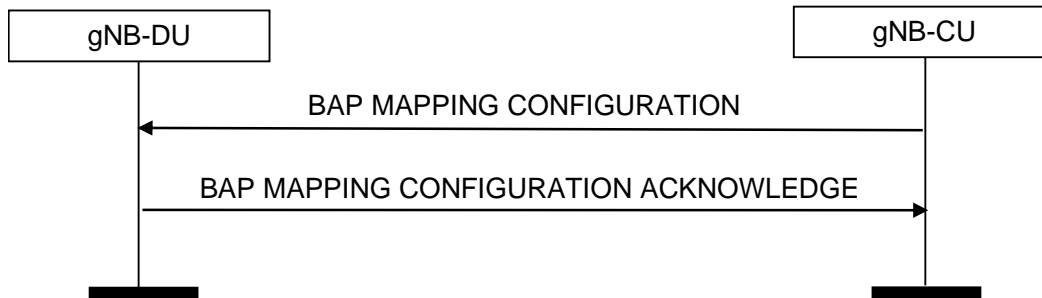 gNB-DU
gNB-CU
BAP MAPPING CONFIGURATION
BAP MAPPING CONFIGURATION ACKNOWLEDGE